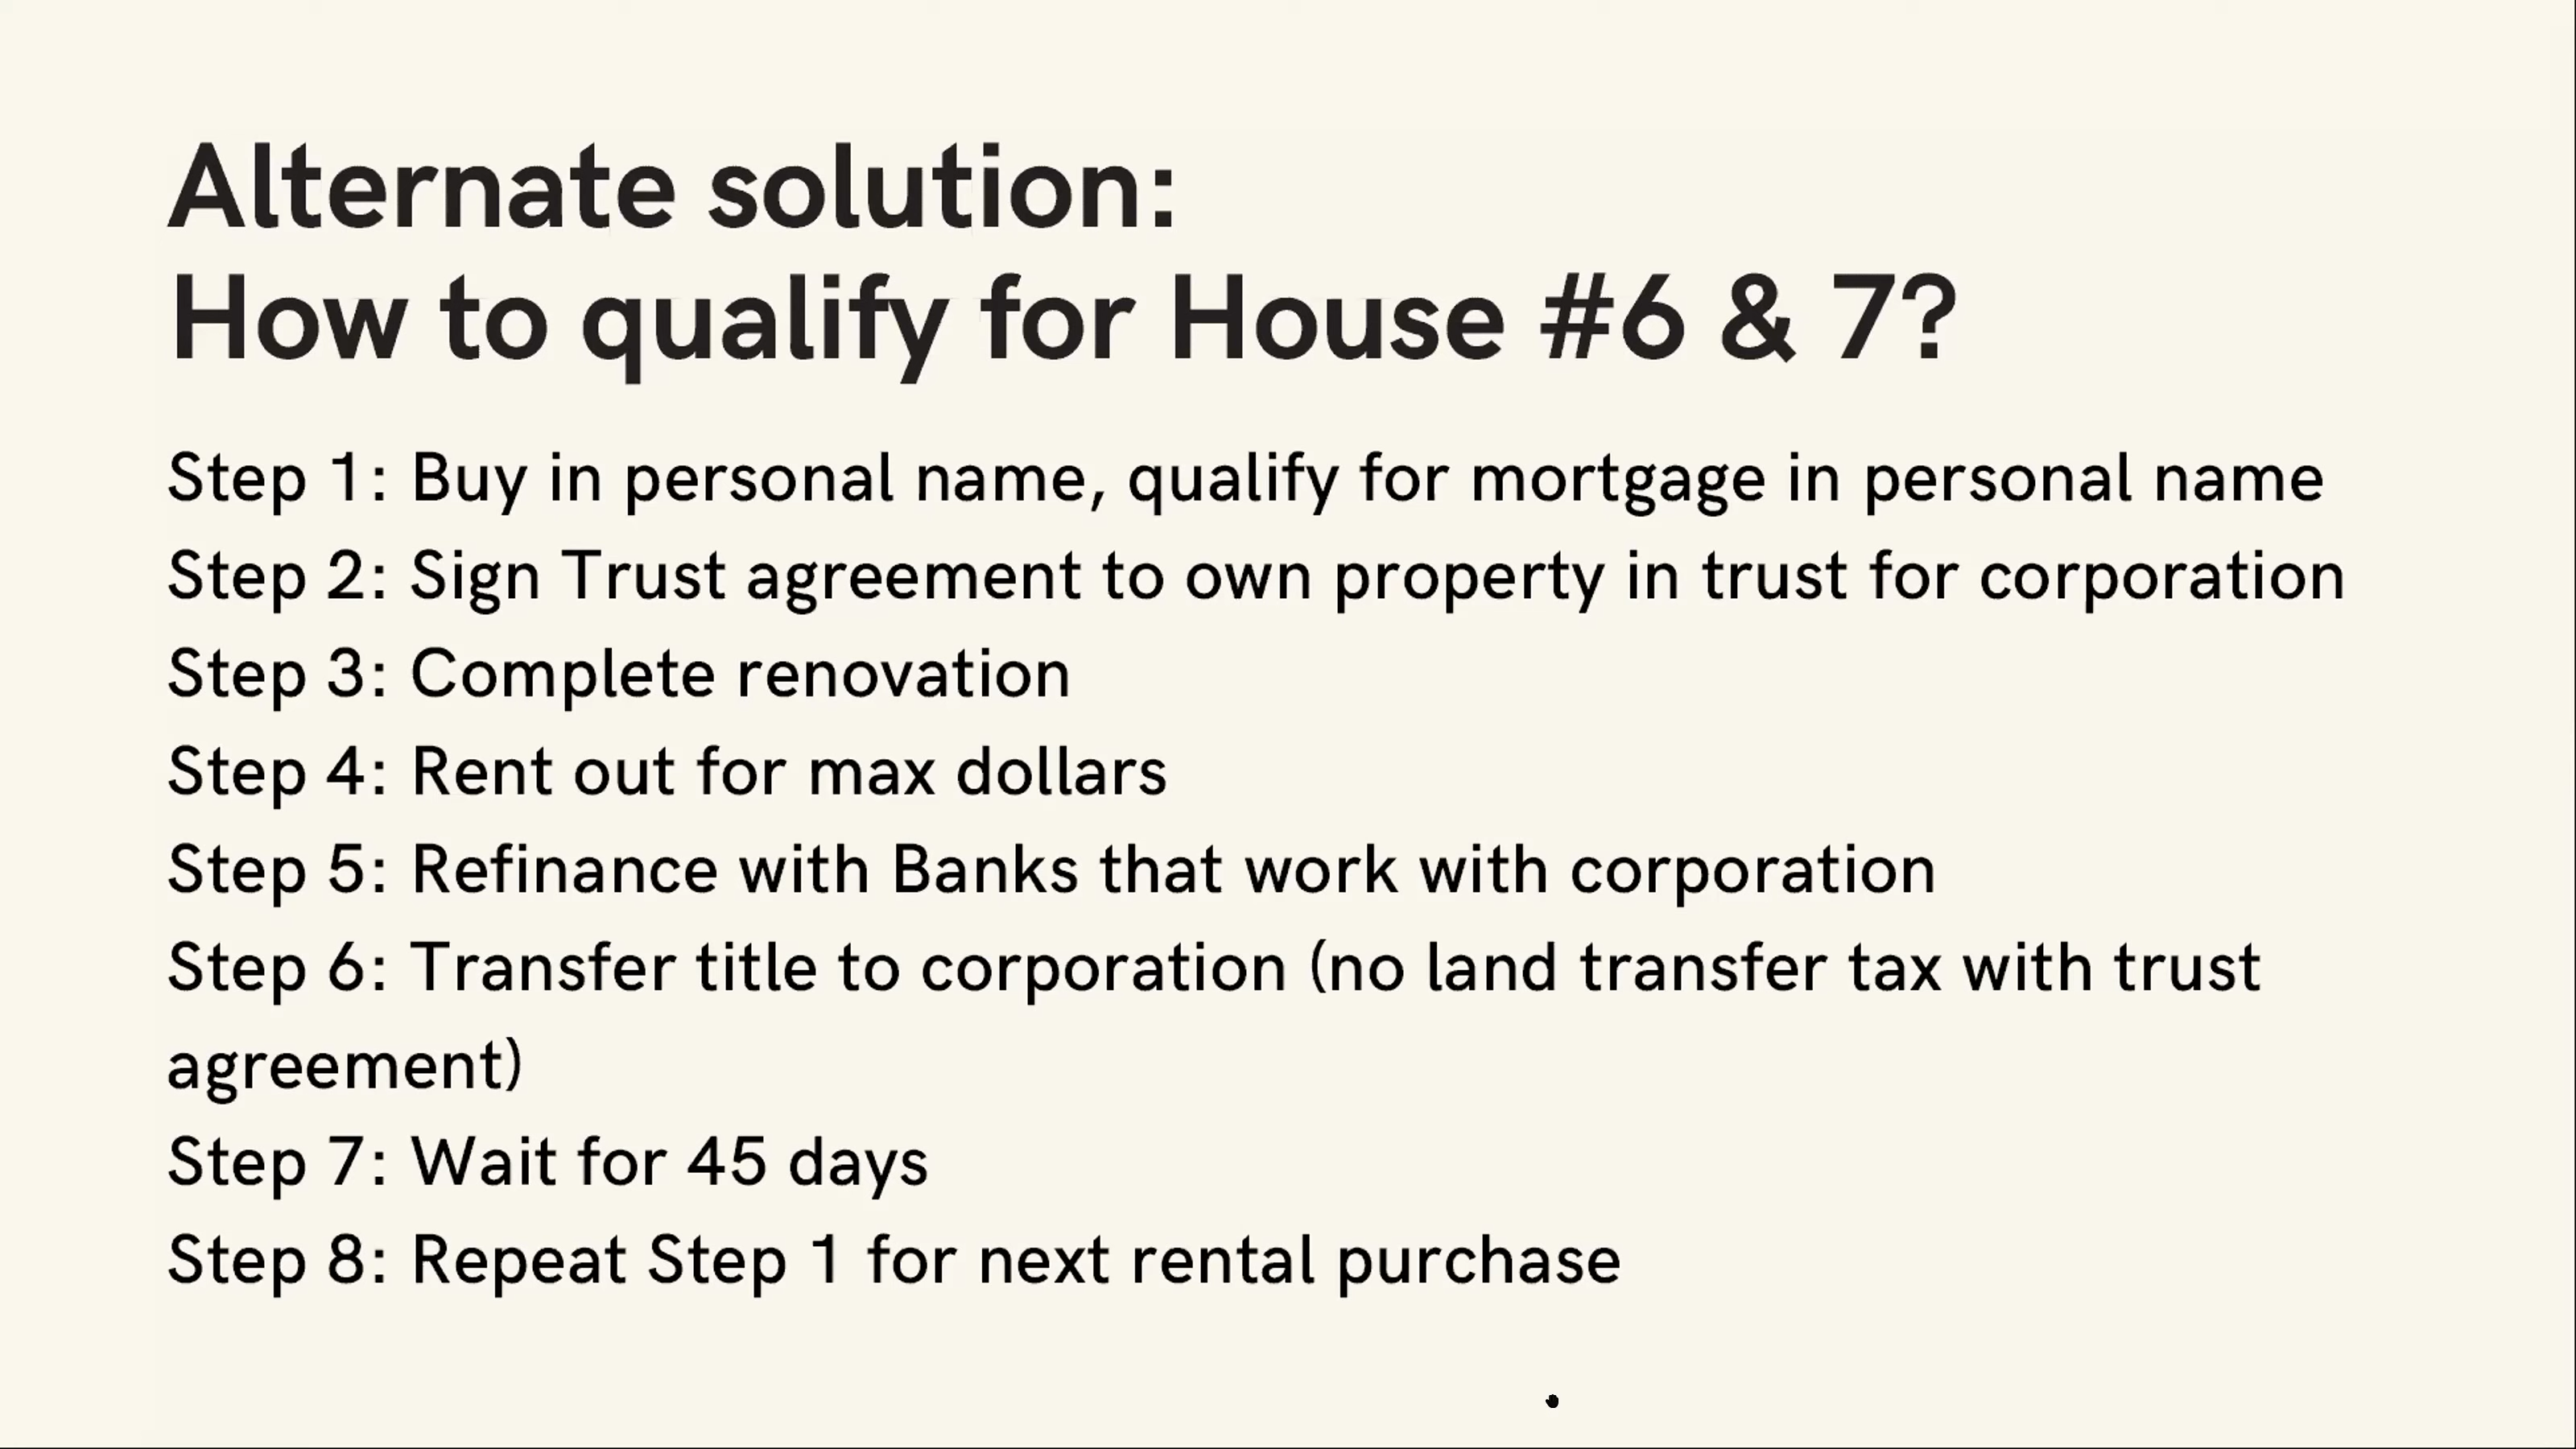 Alternate solution:
How to qualify for House #6 & 7?
Step 1: Buy in personal name, qualify for mortgage in personal name
Step 2: Sign Trust agreement to own property in trust for corporation
Step 3: Complete renovation
Step 4: Rent out for max dollars
Step 5: Refinance with Banks that work with corporation
Step 6: Transfer title to corporation (no land transfer tax with trust
agreement)
Step 7: Wait for 45 days
Step 8: Repeat Step 1 for next rental purchase